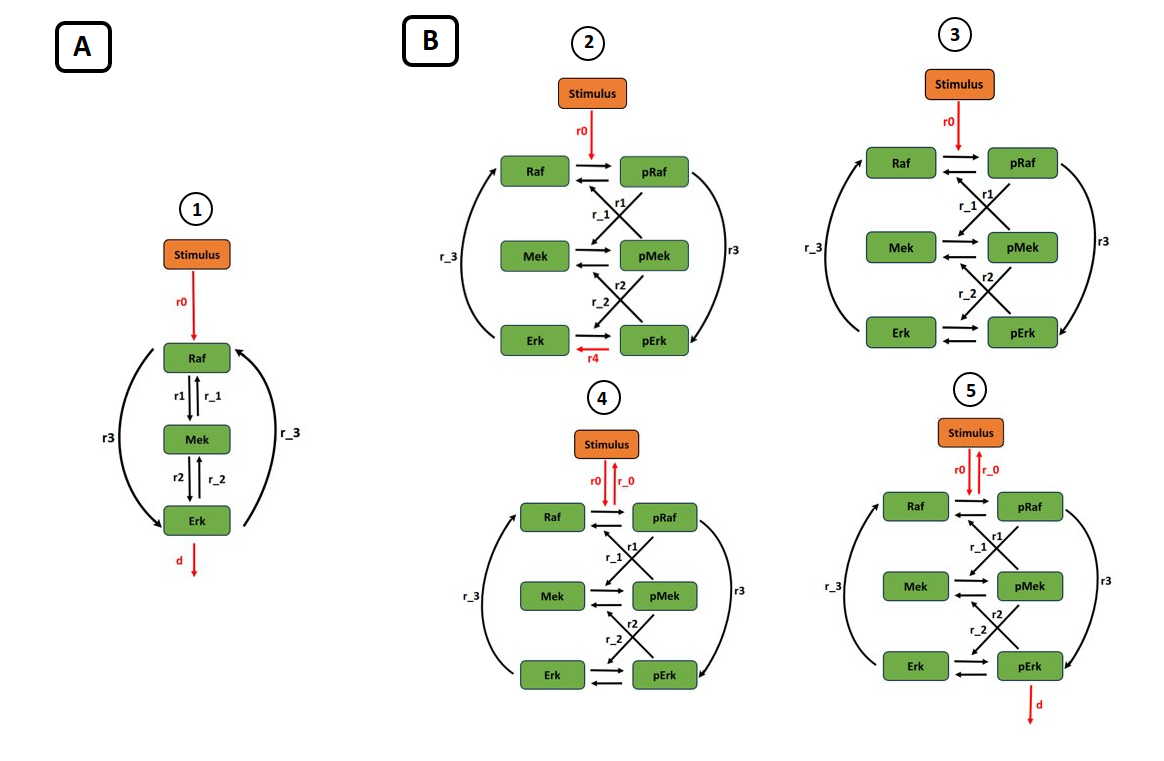 A
B
1
Stimulus
r0
Raf
r1
r_1
Mek
r3
r_3
r2
r_2
Erk
d
2
Stimulus
r0
Raf
pRaf
r1
r_1
Mek
pMek
r_3
r3
r2
r_2
Erk
pErk
r4
3
Stimulus
r0
Raf
pRaf
r1
r_1
Mek
pMek
r_3
r3
r2
r_2
Erk
pErk
4
Stimulus
r0
r_0
Raf
pRaf
r1
r_1
Mek
pMek
r_3
r3
r2
r_2
Erk
pErk
5
Stimulus
r0
r_0
Raf
pRaf
r1
r_1
Mek
pMek
r_3
r3
r2
r_2
Erk
pErk
d